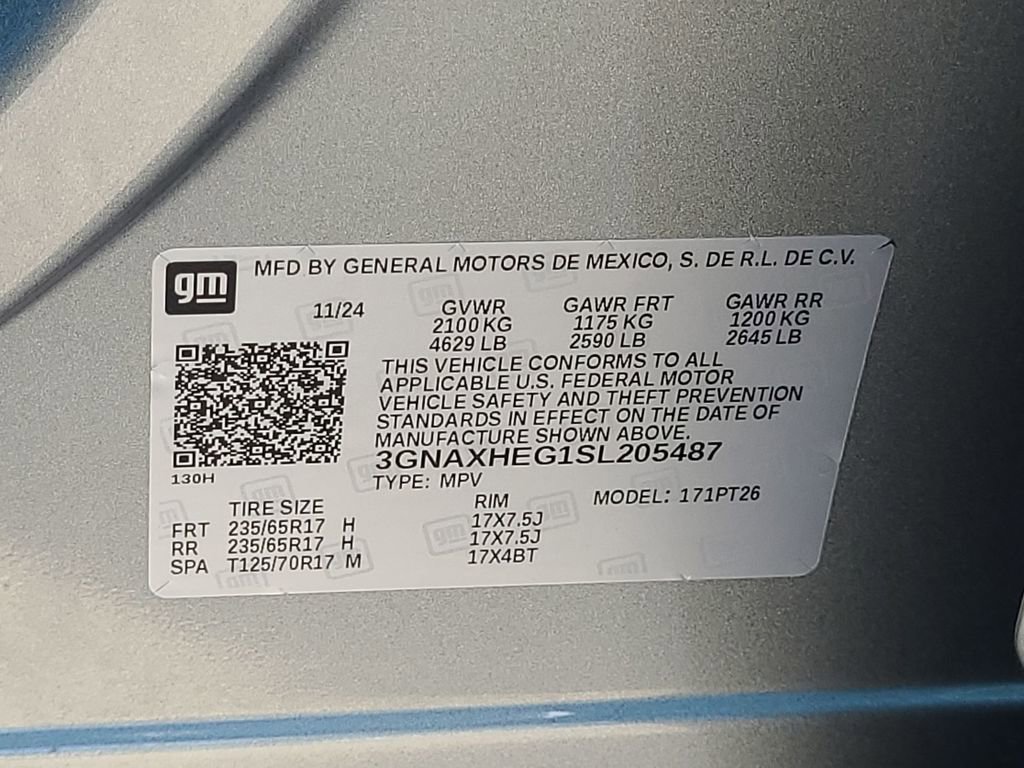 gm
MFD BY GENERAL MOTORS DE MEXICO, S. DE R.L. DE C.V.
11/24 GVWR GAWR FRT GAWR RR
2100 KG 1175 KG 1200 KG
4629 LB 2590 LB 2645 LB
THIS VEHICLE CONFORMS TO ALL
APPLICABLE U.S. FEDERAL MOTOR
VEHICLE SAFETY AND THEFT PREVENTION
STANDARDS IN EFFECT ON THE DATE OF
MANUFACTURE SHOWN ABOVE.
3GNAXHEG1SL205487
130H
TYPE: MPV MODEL: 171PT26
TIRE SIZE RIM
FRT 235/65R17 H 17X7.5J
RR 235/65R17 H 17X7.5J
SPA T125/70R17 M 17X4BT